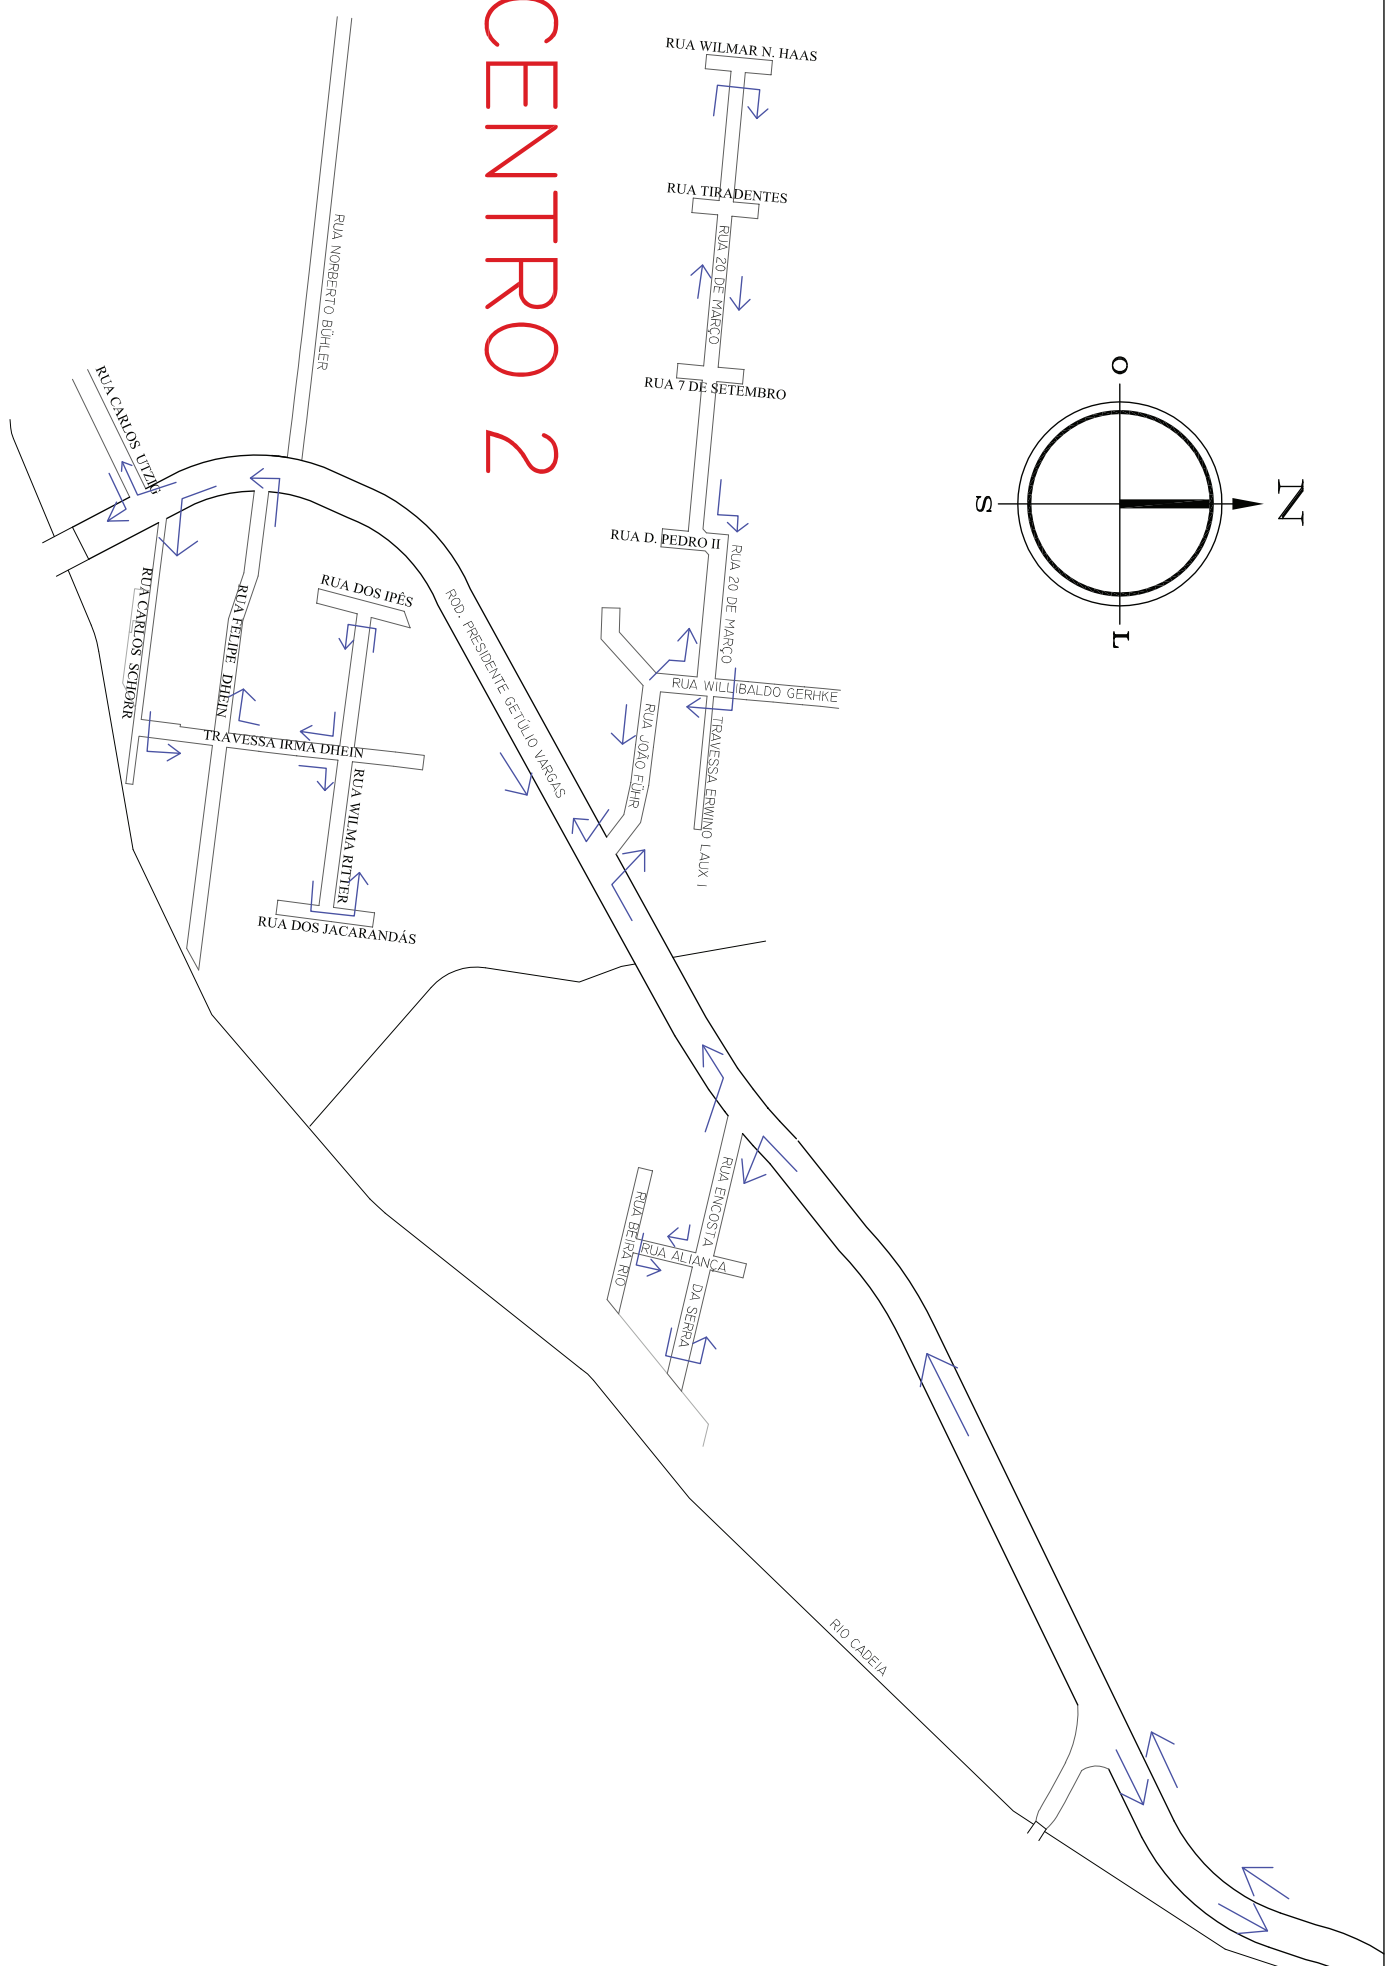 CENTRO 2
RUA WILMAR N. HAAS
RUA TIRADENTES
RUA 20 DE MARÇO
RUA 7 DE SETEMBRO
RUA D. PEDRO II
RUA 20 DE MARÇO
RUA WILLIBALDO GERHKE
RUA JOÃO FÜHR
TRAVESSA ERWINO LAUX I
RUA NORBERTO BÜHLER
RUA CARLOS UTZIG
RUA CARLOS SCHORR
RUA FELIPE DHEIN
RUA DOS IPÊS
TRAVESSA IRMA DHEIN
RUA WILMA RITTER
RUA DOS JACARANDÁS
ROD. PRESIDENTE GETÚLIO VARGAS
RUA ENCOSTA
DA SERRA
RUA BEIRA RIO
RUA ALIANÇA
RIO CADEIA
O
N
S
L